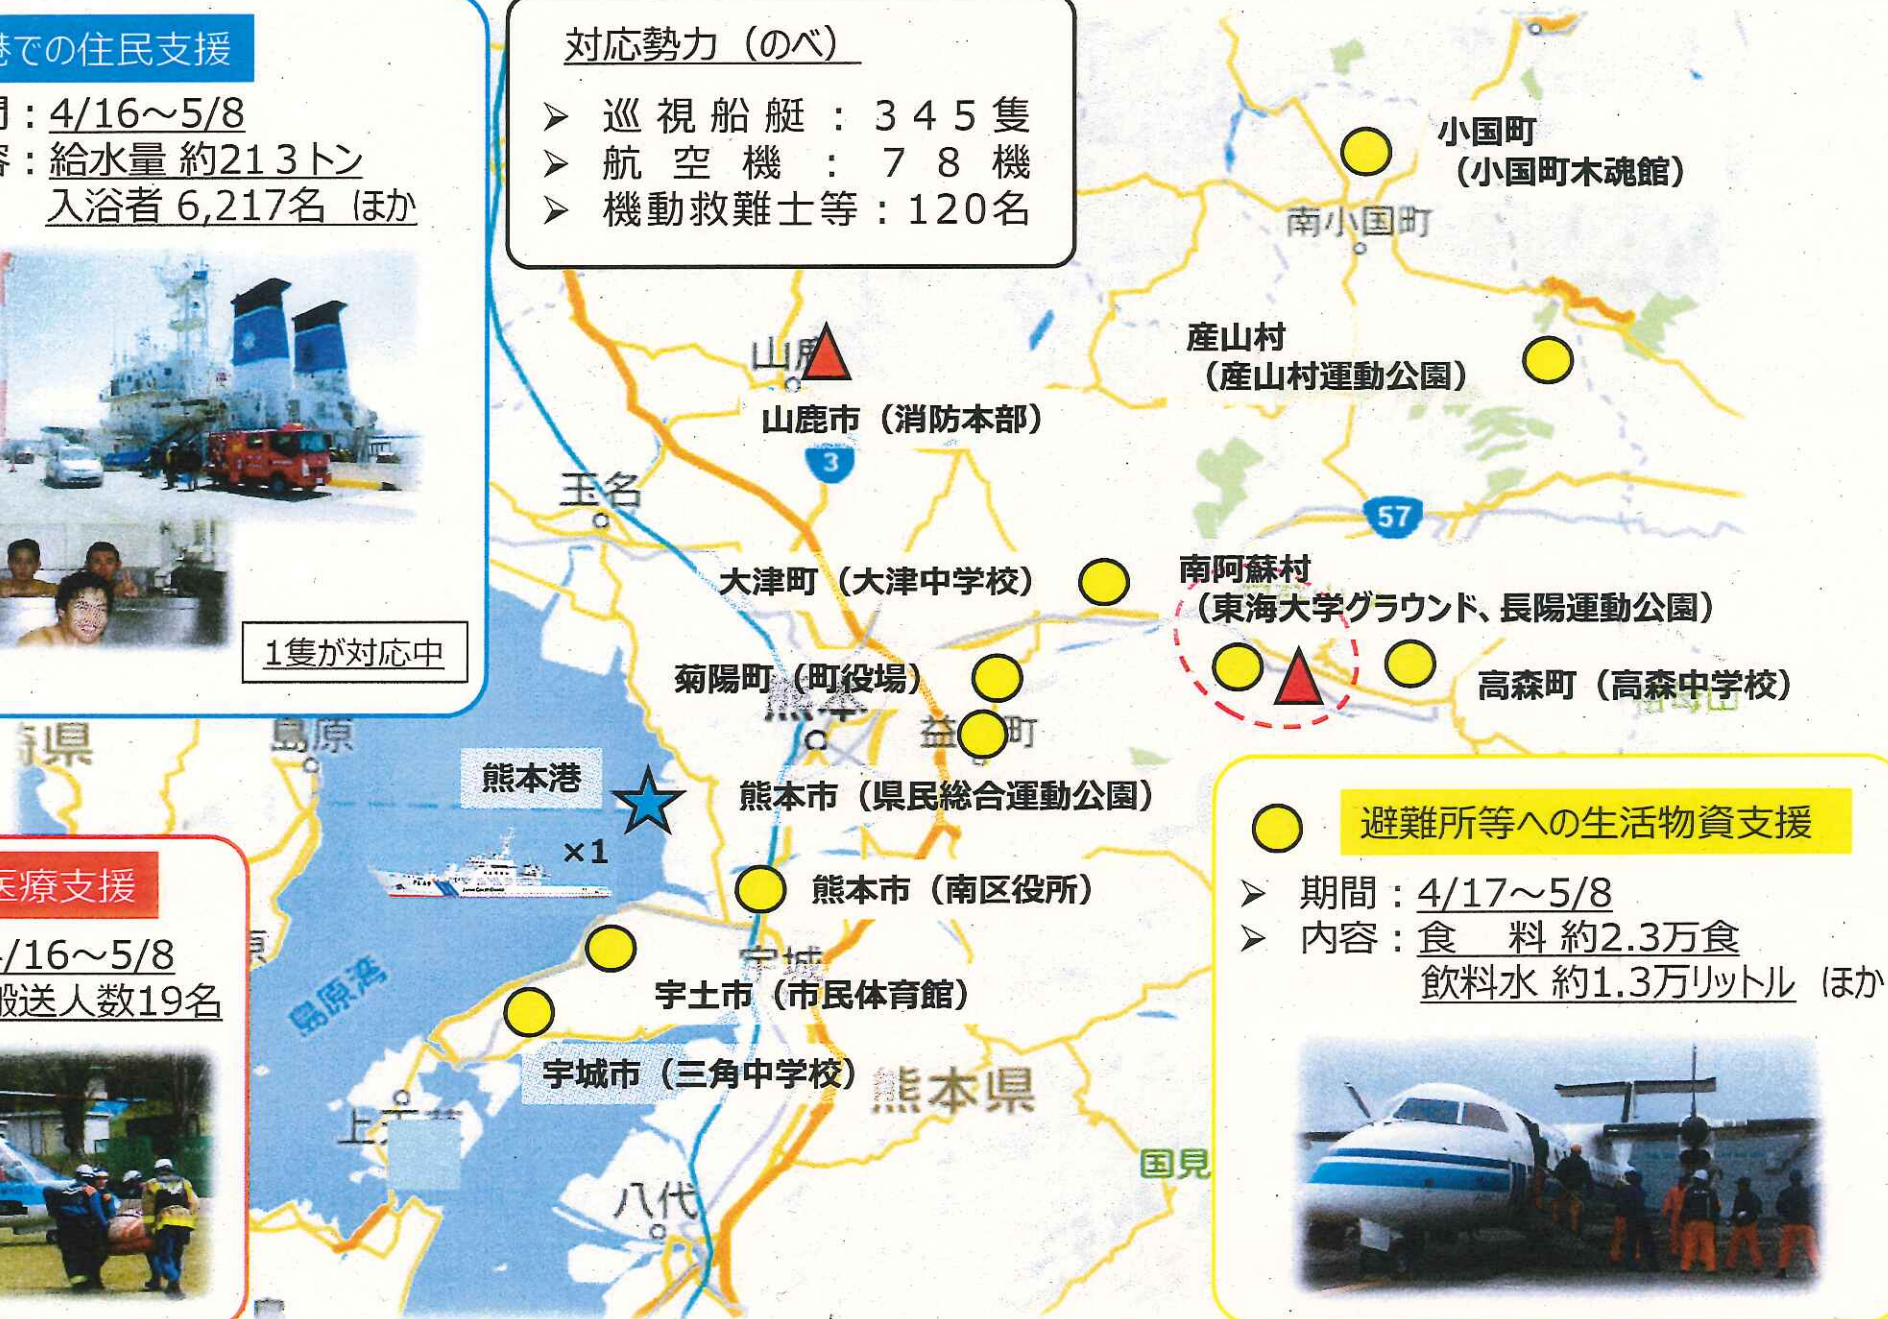 港での住民支援
：4/16～5/8
：給水量 約213トン
入浴者 6,217名 ほか
1隻が対応中
対応勢力（のべ）
➢ 巡視船艇：345隻
➢ 航空機：78機
➢ 機動救難士等：120名
小国町
（小国町木魂館）
南小国町
産山村
（産山村運動公園）
山鹿
山鹿市（消防本部）
3
玉名
57
大津町（大津中学校）
南阿蘇村
（東海大学グラウンド、長陽運動公園）
菊陽町（町役場）
高森町（高森中学校）
熊本
益
町
県
島原
熊本港
熊本市（県民総合運動公園）
×1
熊本市（南区役所）
宇城
宇土市（市民体育館）
島原湾
宇城市（三角中学校）
熊本県
上天草
国見
八代
島
医療支援
/16～5/8
搬送人数19名
避難所等への生活物資支援
➢ 期間：4/17～5/8
➢ 内容：食　料 約2.3万食
飲料水 約1.3万リットル ほか